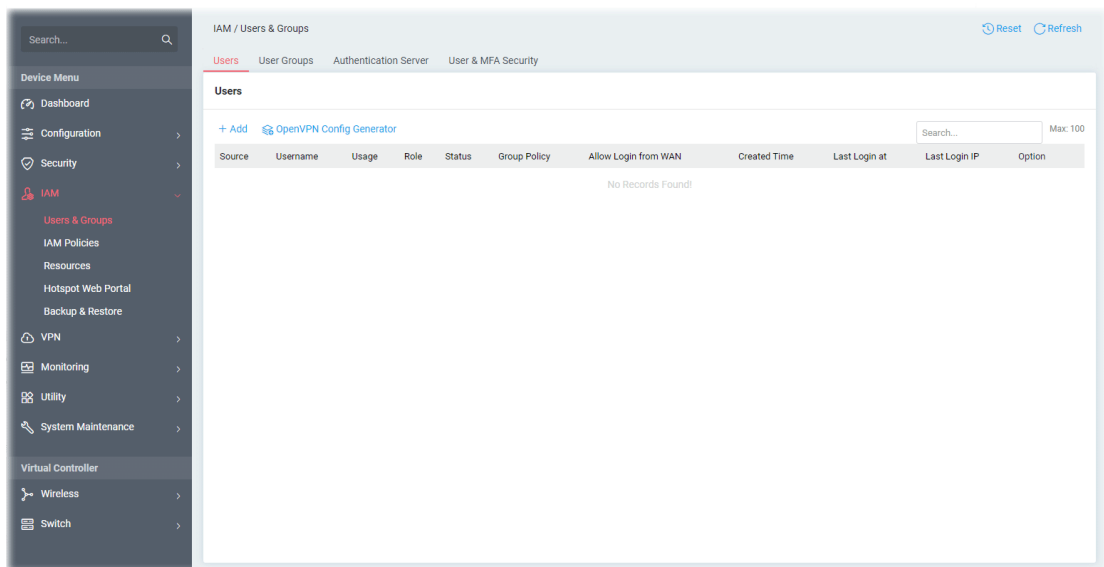 Search...
Device Menu
Dashboard
Configuration
Security
IAM
Users & Groups
IAM Policies
Resources
Hotspot Web Portal
Backup & Restore
VPN
Monitoring
Utility
System Maintenance
Virtual Controller
Wireless
Switch
IAM / Users & Groups
Reset Refresh
Users User Groups Authentication Server User & MFA Security
Users
+ Add OpenVPN Config Generator
Search... Max: 100
Source Username Usage Role Status Group Policy Allow Login from WAN Created Time Last Login at Last Login IP Option
No Records Found!